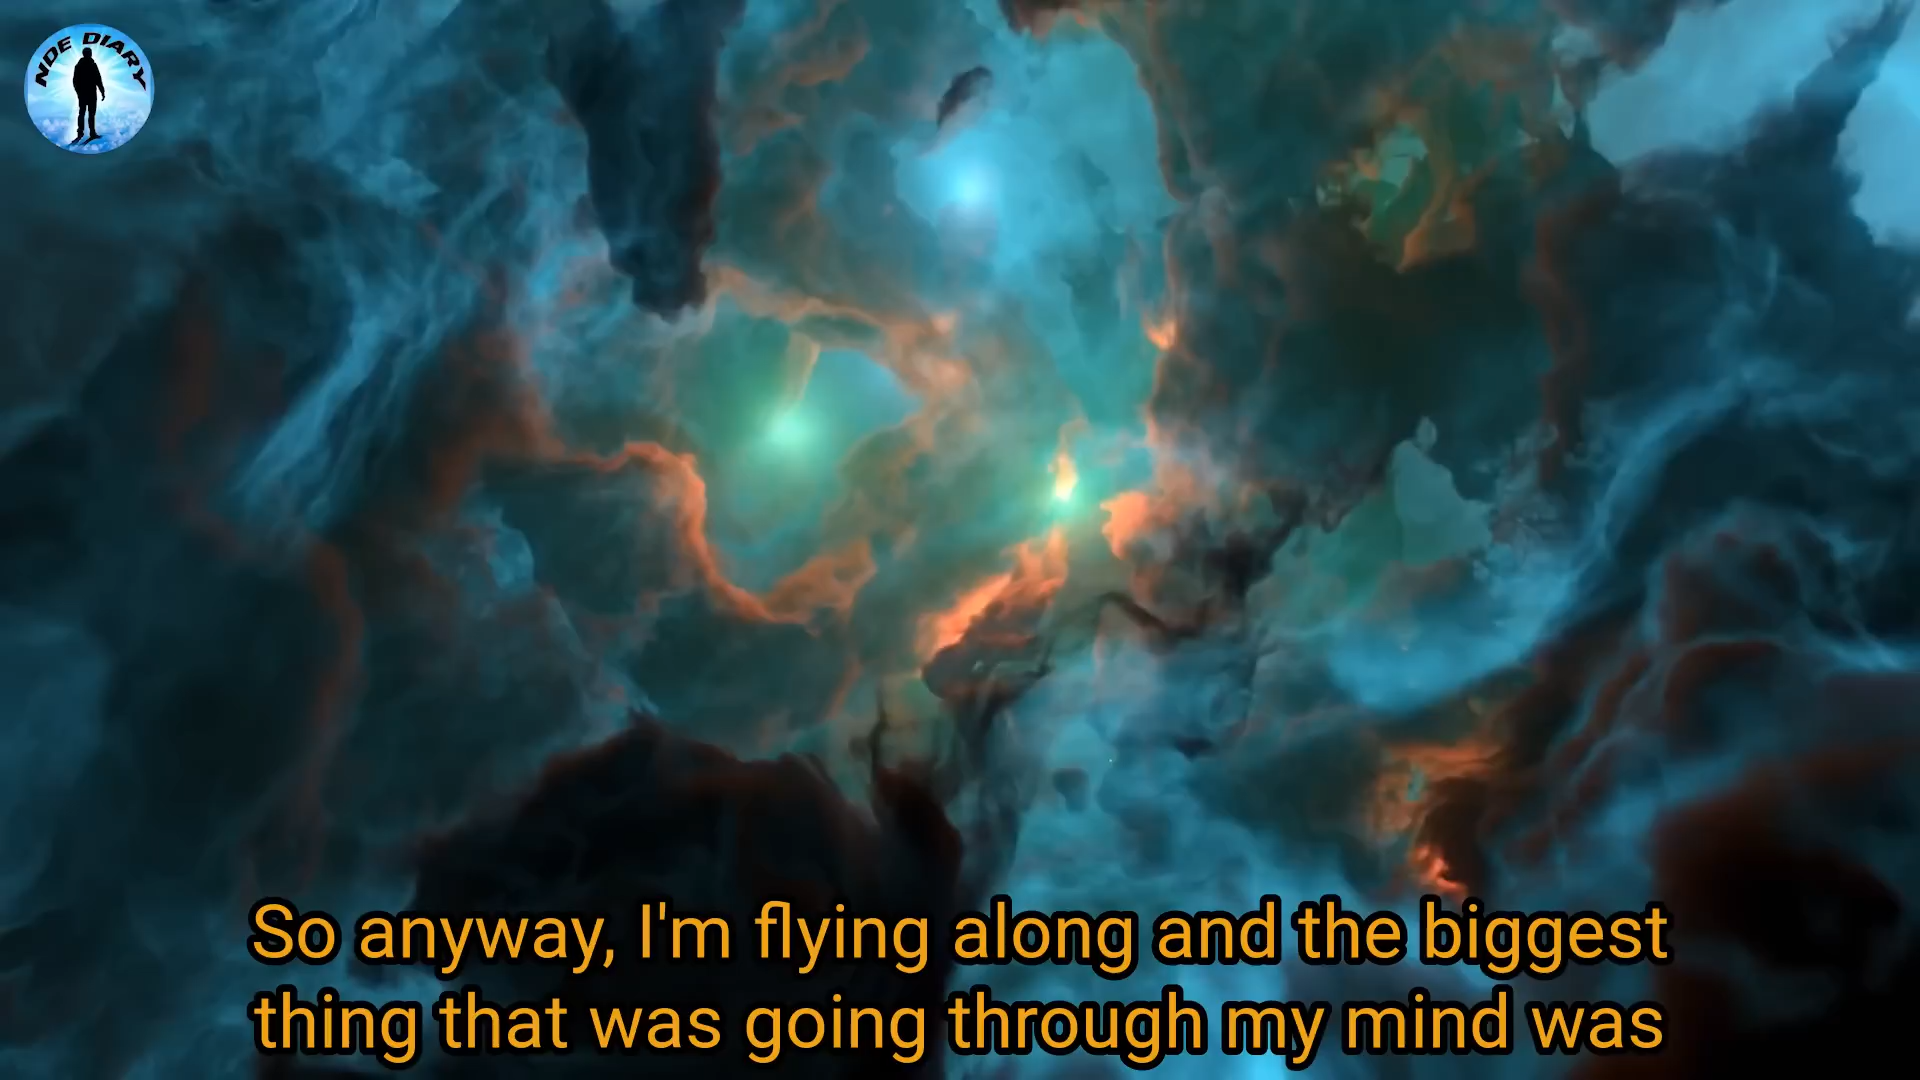 NDE DIARY
So anyway, I'm flying along and the biggest
thing that was going through my mind was